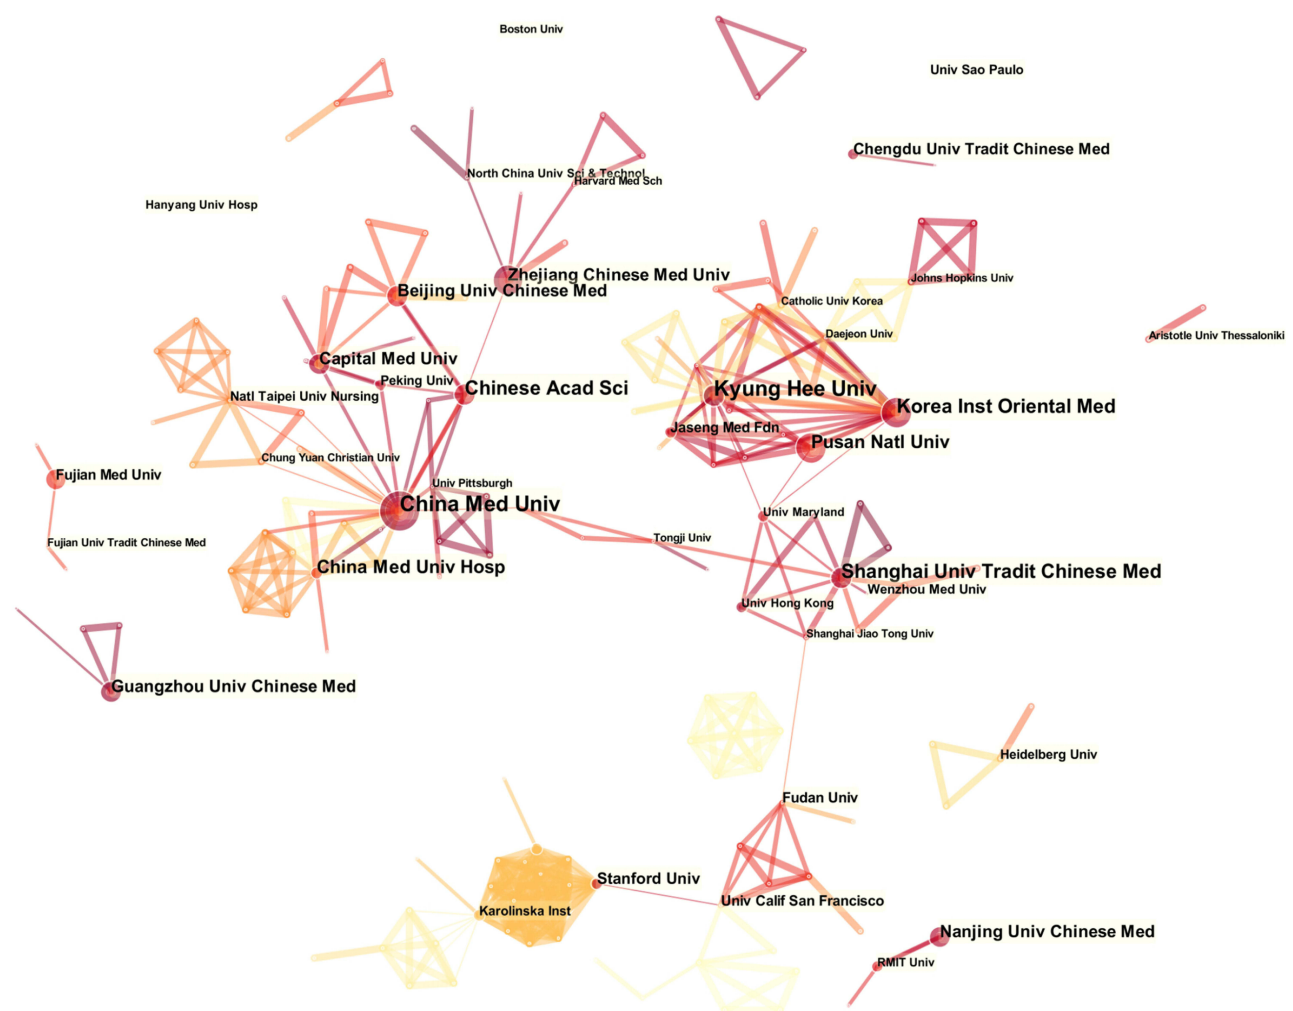 Boston Univ
Univ Sao Paulo
Chengdu Univ Tradit Chinese Med
North China Univ Sci & Technol
Harvard Med Sch
Hanyang Univ Hosp
Zhejiang Chinese Med Univ
Johns Hopkins Univ
Beijing Univ Chinese Med
Catholic Univ Korea
Daejeon Univ
Aristotle Univ Thessaloniki
Capital Med Univ
Peking Univ
Chinese Acad Sci
Kyung Hee Univ
Natl Taipei Univ Nursing
Korea Inst Oriental Med
Jaseng Med Fdn
Pusan Natl Univ
Chung Yuan Christian Univ
Fujian Med Univ
Univ Pittsburgh
China Med Univ
Univ Maryland
Tongji Univ
Fujian Univ Tradit Chinese Med
China Med Univ Hosp
Shanghai Univ Tradit Chinese Med
Wenzhou Med Univ
Univ Hong Kong
Shanghai Jiao Tong Univ
Guangzhou Univ Chinese Med
Heidelberg Univ
Fudan Univ
Stanford Univ
Univ Calif San Francisco
Karolinska Inst
Nanjing Univ Chinese Med
RMIT Univ